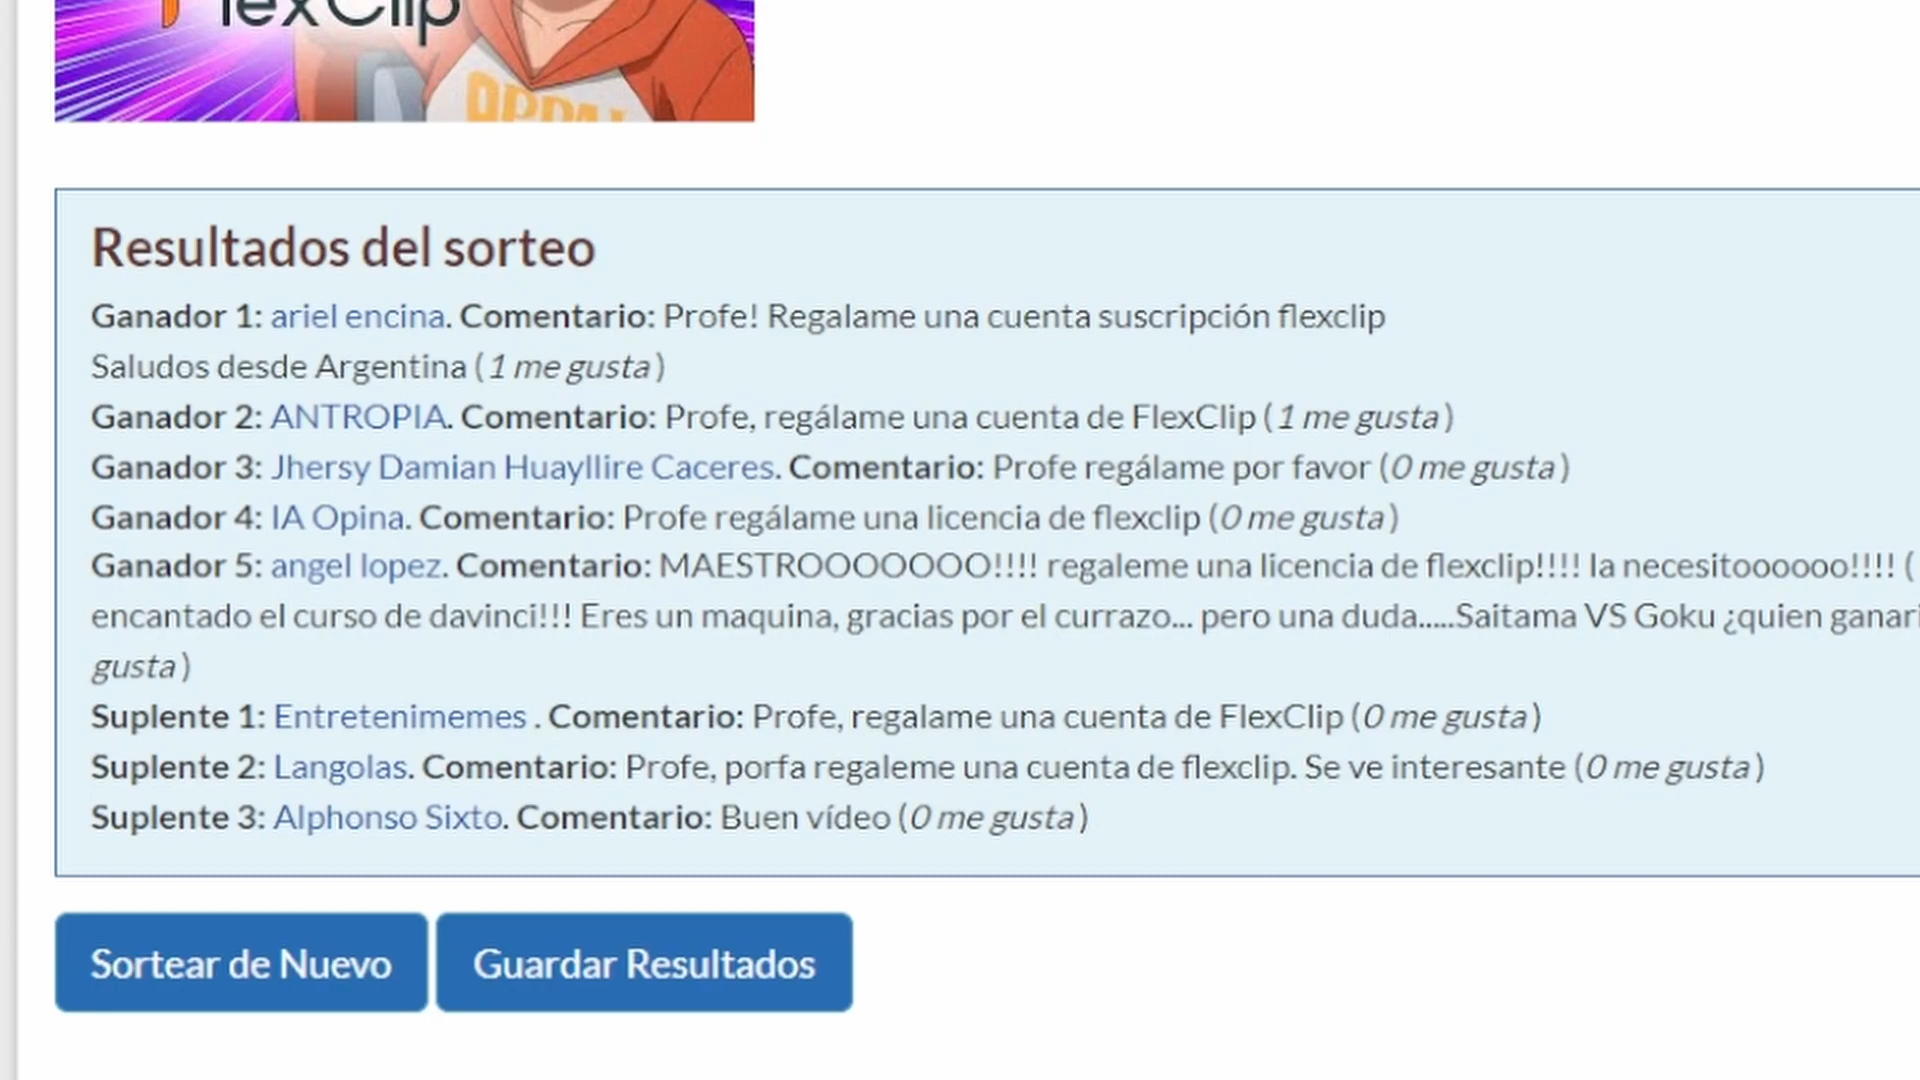 FlexClip
Resultados del sorteo
Ganador 1: ariel encina. Comentario: Profe! Regalame una cuenta suscripción flexclip
Saludos desde Argentina (1 me gusta)
Ganador 2: ANTROPIA. Comentario: Profe, regálame una cuenta de FlexClip (1 me gusta)
Ganador 3: Jhersy Damian Huayllire Caceres. Comentario: Profe regálame por favor (0 me gusta)
Ganador 4: IA Opina. Comentario: Profe regálame una licencia de flexclip (0 me gusta)
Ganador 5: angel lopez. Comentario: MAESTROOOOOOO!!!! regaleme una licencia de flexclip!!!! la necesitoooooo!!!! (
encantado el curso de davinci!!! Eres un maquina, gracias por el currazo... pero una duda.....Saitama VS Goku ¿quien
gusta)
Suplente 1: Entretenimemes . Comentario: Profe, regalame una cuenta de FlexClip (0 me gusta)
Suplente 2: Langolas. Comentario: Profe, porfa regaleme una cuenta de flexclip. Se ve interesante (0 me gusta)
Suplente 3: Alphonso Sixto. Comentario: Buen vídeo (0 me gusta)
Sortear de Nuevo
Guardar Resultados